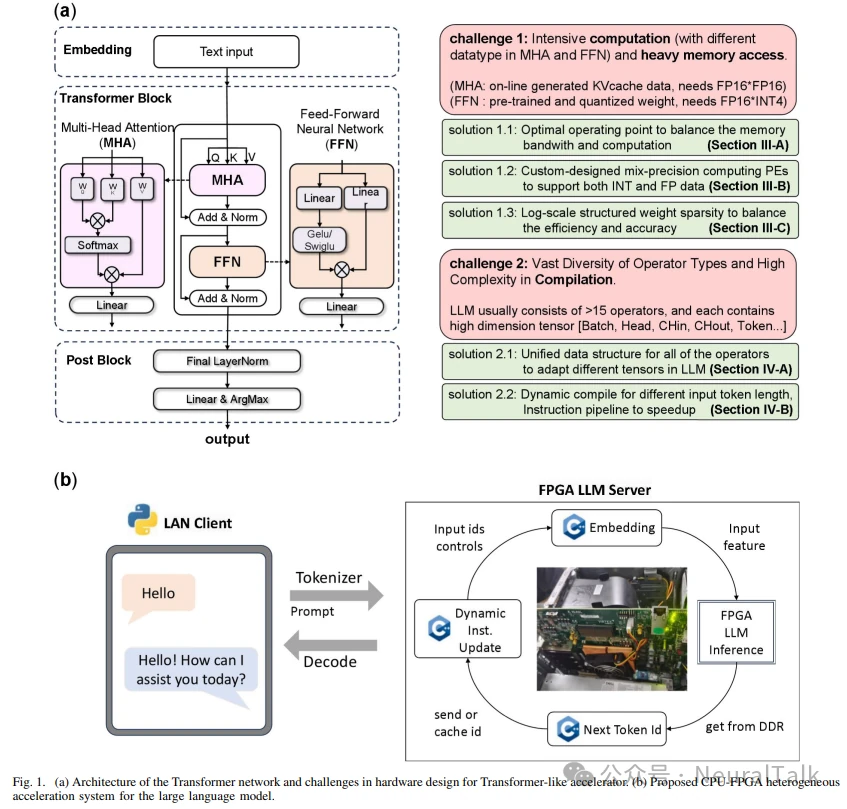 (a)
Embedding
Text input
Transformer Block
Multi-Head Attention
(MHA)
Feed-Forward
Neural Network
(FFN)
Q K V
W
W
W
MHA
Linear
Linea
r
Add & Norm
Softmax
Gelu/
Swiglu
FFN
Add & Norm
Linear
Linear
Post Block
Final LayerNorm
Linear & ArgMax
output
challenge 1: Intensive computation (with different
datatype in MHA and FFN) and heavy memory access.
(MHA: on-line generated KVcache data, needs FP16*FP16)
(FFN : pre-trained and quantized weight, needs FP16*INT4)
solution 1.1: Optimal operating point to balance the memory
bandwith and computation (Section III-A)
solution 1.2: Custom-designed mix-precision computing PEs
to support both INT and FP data (Section III-B)
solution 1.3: Log-scale structured weight sparsity to balance
the efficiency and accuracy (Section III-C)
challenge 2: Vast Diversity of Operator Types and High
Complexity in Compilation.
LLM usually consists of >15 operators, and each contains
high dimension tensor [Batch, Head, CHin, CHout, Token...]
solution 2.1: Unified data structure for all of the operators
to adapt different tensors in LLM (Section IV-A)
solution 2.2: Dynamic compile for different input token length,
Instruction pipeline to speedup (Section IV-B)
(b)
LAN Client
Hello
Hello! How can I
assist you today?
Tokenizer
Prompt
Decode
FPGA LLM Server
Input ids
controls
Embedding
Input
feature
Dynamic
Inst.
Update
FPGA
LLM
Inference
send or
cache id
Next Token Id
get from DDR
公众号 · NeuralTalk
Fig. 1. (a) Architecture of the Transformer network and challenges in hardware design for Transformer-like accelerator. (b) Proposed CPU-FPGA heterogeneous
acceleration system for the large language model.